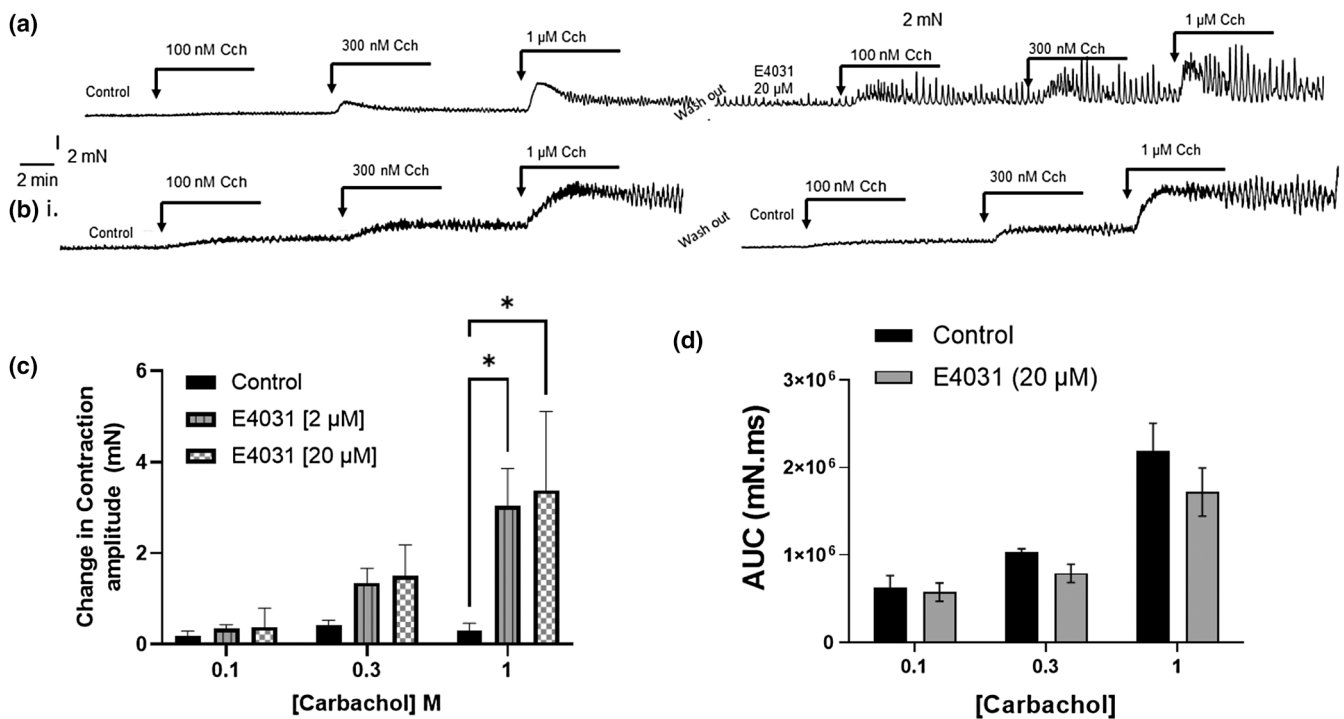 (a)
100 nM Cch
300 nM Cch
1 µM Cch
Control
Wash out
2 mN
E4031
20 µM
100 nM Cch
300 nM Cch
1 µM Cch
2 mN
2 min
(b) i.
100 nM Cch
300 nM Cch
1 µM Cch
Control
Wash out
Control
100 nM Cch
300 nM Cch
1 µM Cch
(c)
Change in Contraction
amplitude (mN)
6
4
2
0
Control
E4031 [2 µM]
E4031 [20 µM]
*
*
0.1
0.3
1
[Carbachol] M
(d)
Control
E4031 (20 µM)
AUC (mN.ms)
3×10⁶
2×10⁶
1×10⁶
0
0.1
0.3
1
[Carbachol]